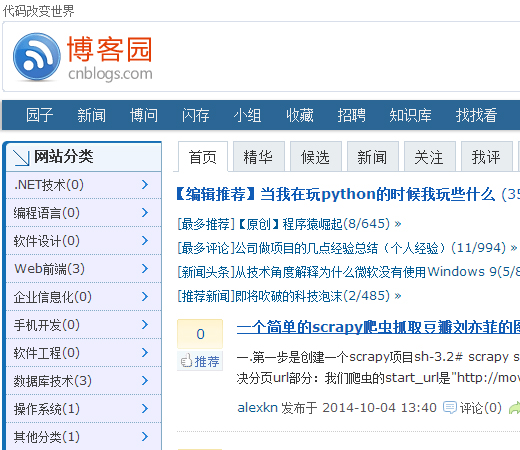 代码改变世界
博客园
cnblogs.com
园子 新闻 博问 闪存 小组 收藏 招聘 知识库 找找看
网站分类
.NET技术(0)
编程语言(0)
软件设计(0)
Web前端(3)
企业信息化(0)
手机开发(0)
软件工程(0)
数据库技术(3)
操作系统(1)
其他分类(1)
首页 精华 候选 新闻 关注 我评
【编辑推荐】当我在玩python的时候我玩些什么 (35
[最多推荐]【原创】程序猿崛起(8/645) »
[最多评论]公司做项目的几点经验总结（个人经验）(11/994) »
[新闻头条]从技术角度解释为什么微软没有使用Windows 9(5/8
[推荐新闻]即将吹破的科技泡沫(2/485) »
0
推荐
一个简单的scrapy爬虫抓取豆瓣刘亦菲的图
一.第一步是创建一个scrapy项目sh-3.2# scrapy s
决分页url部分：我们爬虫的start_url是"http://mov
alexkn 发布于 2014-10-04 13:40 评论(0)